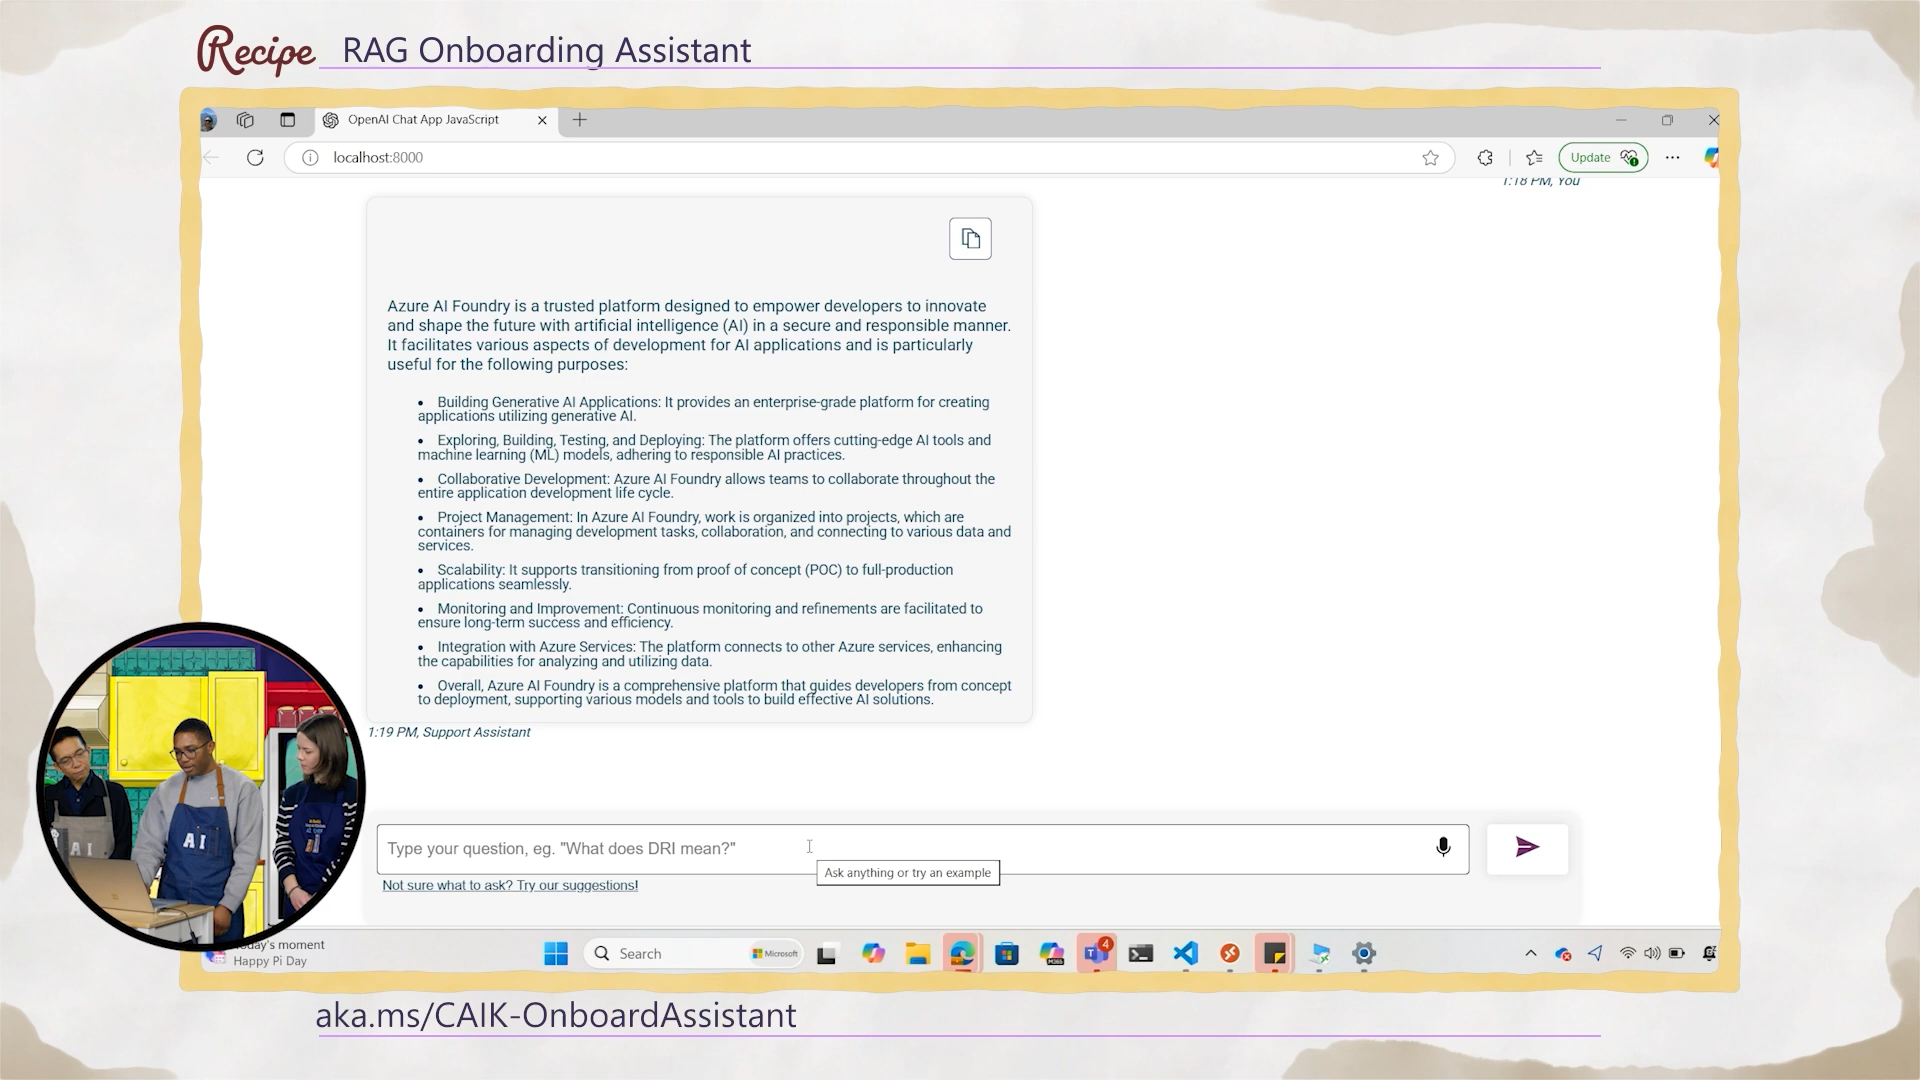 Recipe RAG Onboarding Assistant
OpenAI Chat App JavaScript
localhost:8000
Update
1:18 PM, You
Azure AI Foundry is a trusted platform designed to empower developers to innovate
and shape the future with artificial intelligence (AI) in a secure and responsible manner.
It facilitates various aspects of development for AI applications and is particularly
useful for the following purposes:
• Building Generative AI Applications: It provides an enterprise-grade platform for creating
applications utilizing generative AI.
• Exploring, Building, Testing, and Deploying: The platform offers cutting-edge AI tools and
machine learning (ML) models, adhering to responsible AI practices.
• Collaborative Development: Azure AI Foundry allows teams to collaborate throughout the
entire application development life cycle.
• Project Management: In Azure AI Foundry, work is organized into projects, which are
containers for managing development tasks, collaboration, and connecting to various data and
services.
• Scalability: It supports transitioning from proof of concept (POC) to full-production
applications seamlessly.
• Monitoring and Improvement: Continuous monitoring and refinements are facilitated to
ensure long-term success and efficiency.
• Integration with Azure Services: The platform connects to other Azure services, enhancing
the capabilities for analyzing and utilizing data.
• Overall, Azure AI Foundry is a comprehensive platform that guides developers from concept
to deployment, supporting various models and tools to build effective AI solutions.
1:19 PM, Support Assistant
Type your question, eg. "What does DRI mean?"
Ask anything or try an example
Not sure what to ask? Try our suggestions!
AI
AI
day's moment
Happy Pi Day
Search
Microsoft
M365
4
aka.ms/CAIK-OnboardAssistant